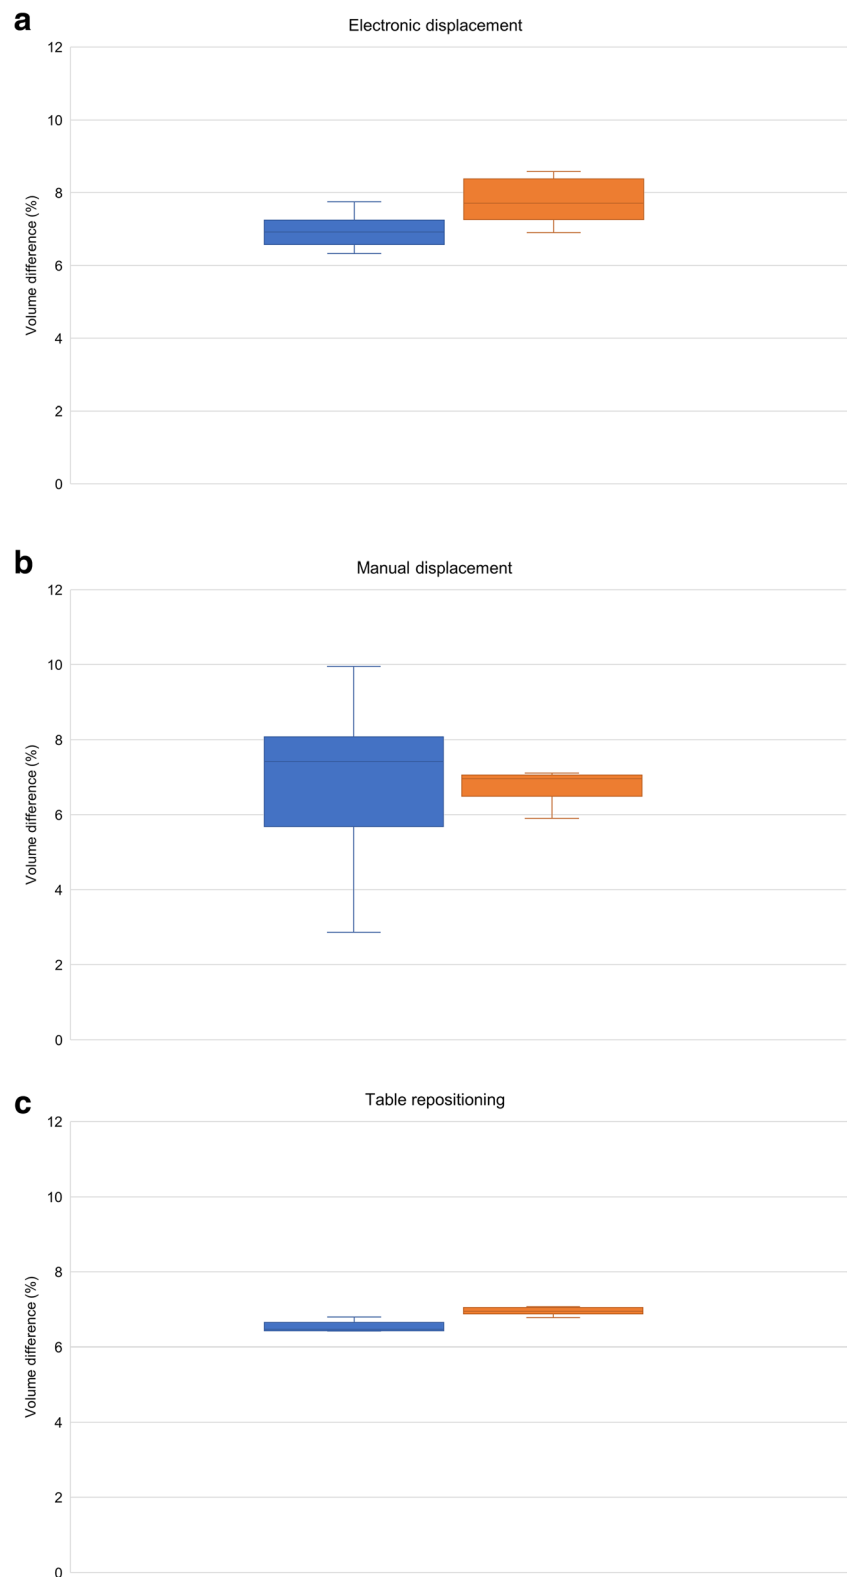 a
Electronic displacement
12
10
8
6
4
2
0
Volume difference (%)
b
Manual displacement
12
10
8
6
4
2
0
Volume difference (%)
c
Table repositioning
12
10
8
6
4
2
0
Volume difference (%)